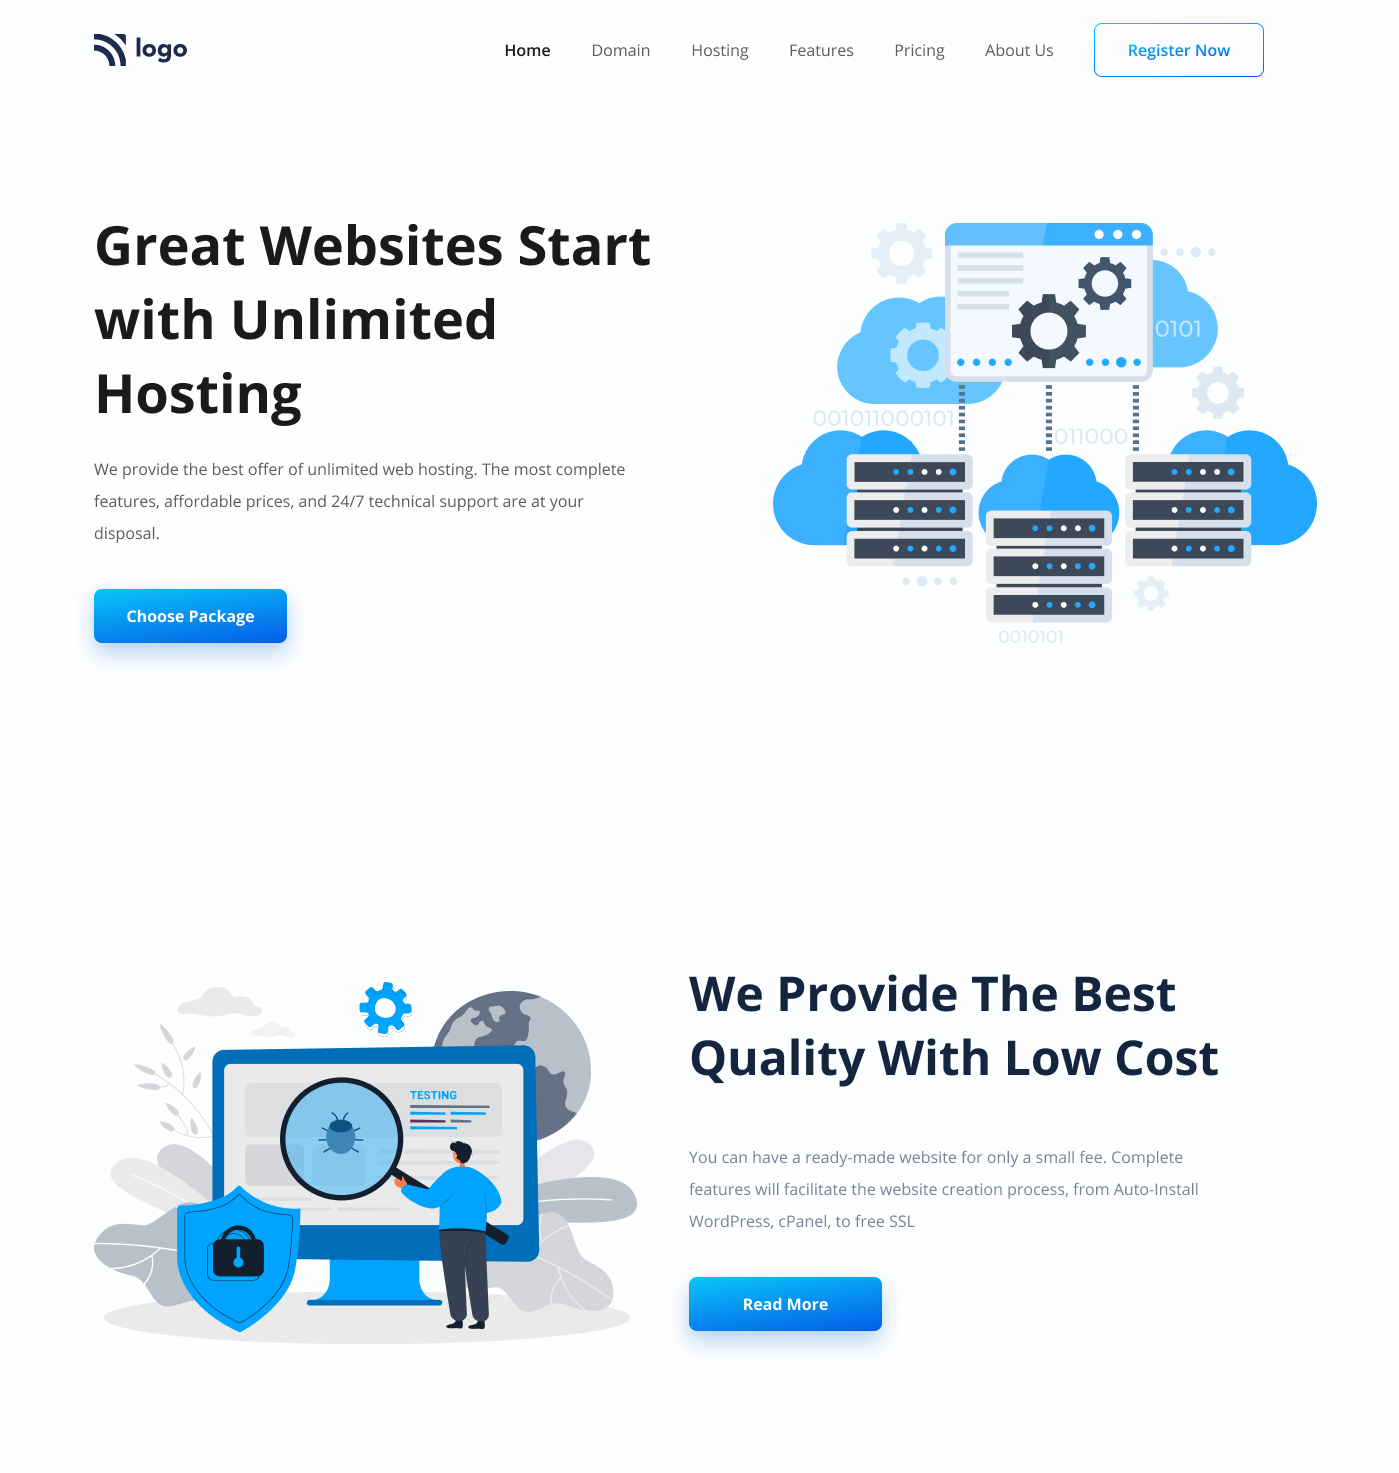 logo
Home Domain Hosting Features Pricing About Us Register Now
Great Websites Start
with Unlimited
Hosting
We provide the best offer of unlimited web hosting. The most complete
features, affordable prices, and 24/7 technical support are at your
disposal.
Choose Package
0101
001011000101
011000
0010101
We Provide The Best
Quality With Low Cost
TESTING
You can have a ready-made website for only a small fee. Complete
features will facilitate the website creation process, from Auto-Install
WordPress, cPanel, to free SSL
Read More